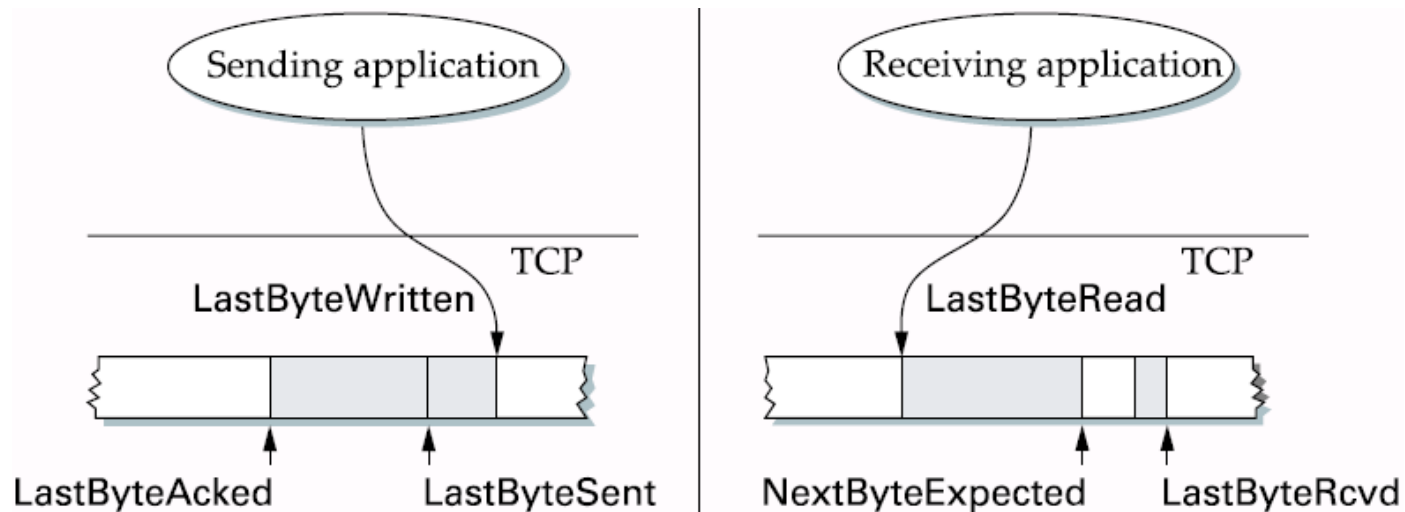 Sending application
TCP
LastByteWritten
LastByteAcked
LastByteSent
Receiving application
TCP
LastByteRead
NextByteExpected
LastByteRcvd